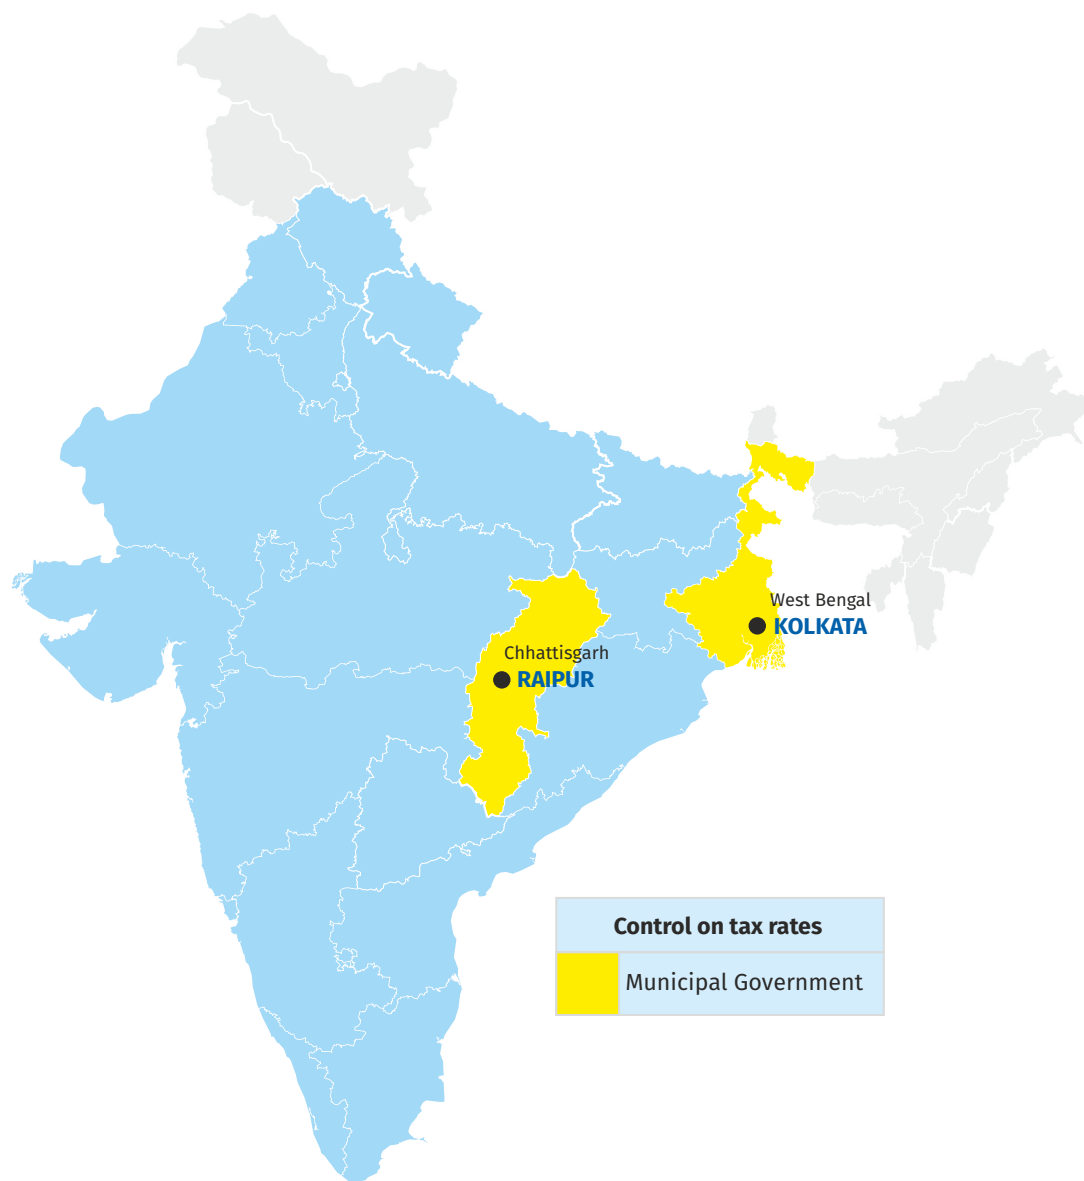 West Bengal
KOLKATA
Chhattisgarh
RAIPUR
Control on tax rates
Municipal Government